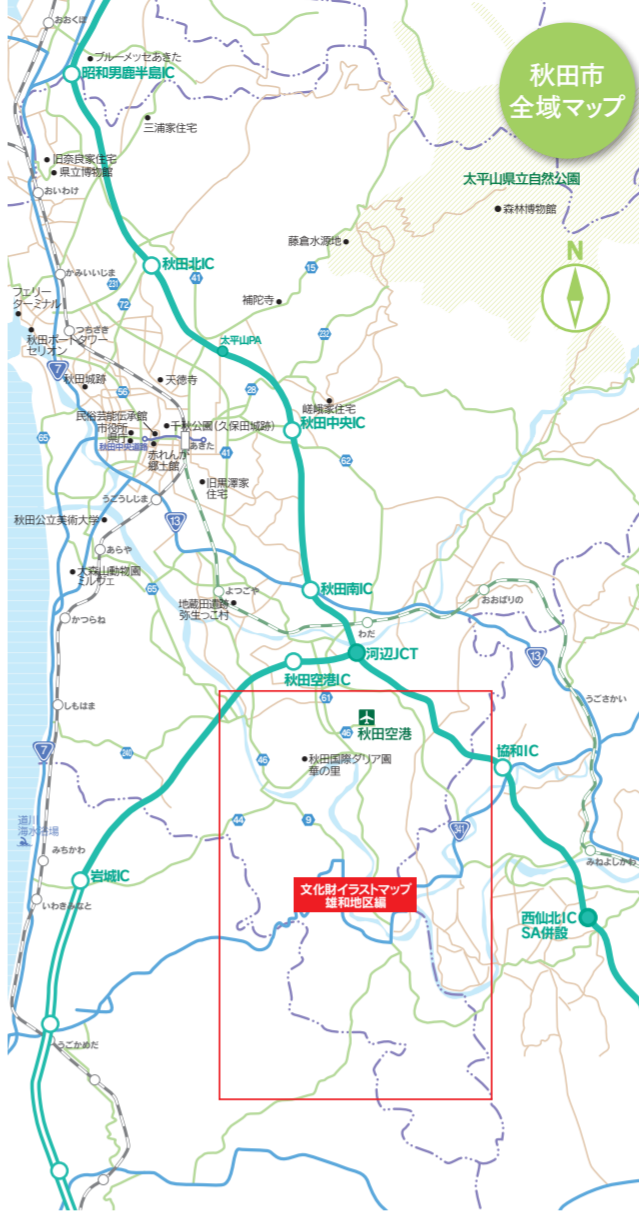 秋田市
全域マップ
おおくぼ
ブルーメッセあきた
昭和男鹿半島IC
三浦家住宅
旧奈良家住宅
県立博物館
おいわけ
太平山県立自然公園
森林博物館
N
藤倉水源地
秋田北IC
かみいいじま
231
41
15
72
補陀寺
フェリー
ターミナル
232
つちざき
秋田ポートタワー
セリオン
太平山PA
7
秋田城跡
天徳寺
56
28
嵯峨家住宅
民俗芸能伝承館
市役所
県庁
千秋公園(久保田城跡)
秋田中央IC
65
秋田中央道路
あきた
赤れんが
郷土館
41
62
旧黒澤家
住宅
うごうしじま
秋田公立美術大学
13
あらや
大森山動物園
ミルヴェ
65
よつごや
秋田南IC
おおばりの
地蔵田遺跡
弥生っこ村
かつらね
わだ
河辺JCT
13
秋田空港IC
うごさかい
61
しもはま
46
秋田空港
7
協和IC
46
秋田国際ダリア園
華の里
44
9
341
道川
海水浴場
みちかわ
みねよしかわ
岩城IC
文化財イラストマップ
雄和地区編
いわきみなと
西仙北IC
SA併設
うごかめだ